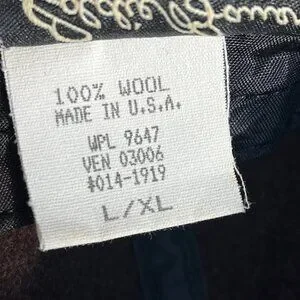 100% WOOL
MADE IN U.S.A.
WPL 9647
VEN 03006
#014-1919
L/XL